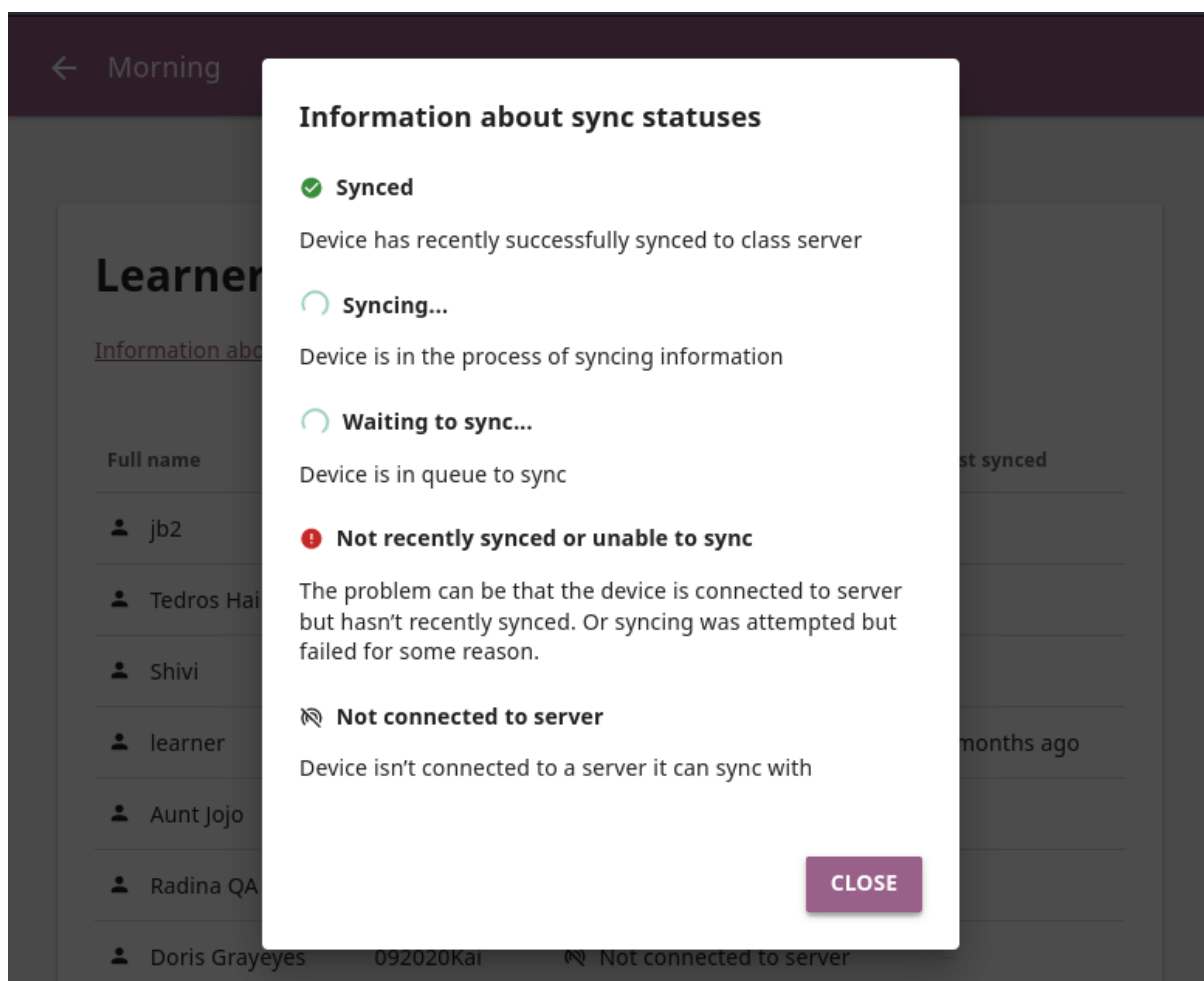 Morning
Information about sync statuses
Synced
Device has recently successfully synced to class server
Learner
Syncing...
Information abo
Device is in the process of syncing information
Waiting to sync...
Full name
st synced
Device is in queue to sync
jb2
Not recently synced or unable to sync
Tedros Hai
The problem can be that the device is connected to server
but hasn’t recently synced. Or syncing was attempted but
failed for some reason.
Shivi
Not connected to server
learner
months ago
Device isn’t connected to a server it can sync with
Aunt Jojo
Radina QA
CLOSE
Doris Grayeyes 092020Kai Not connected to server